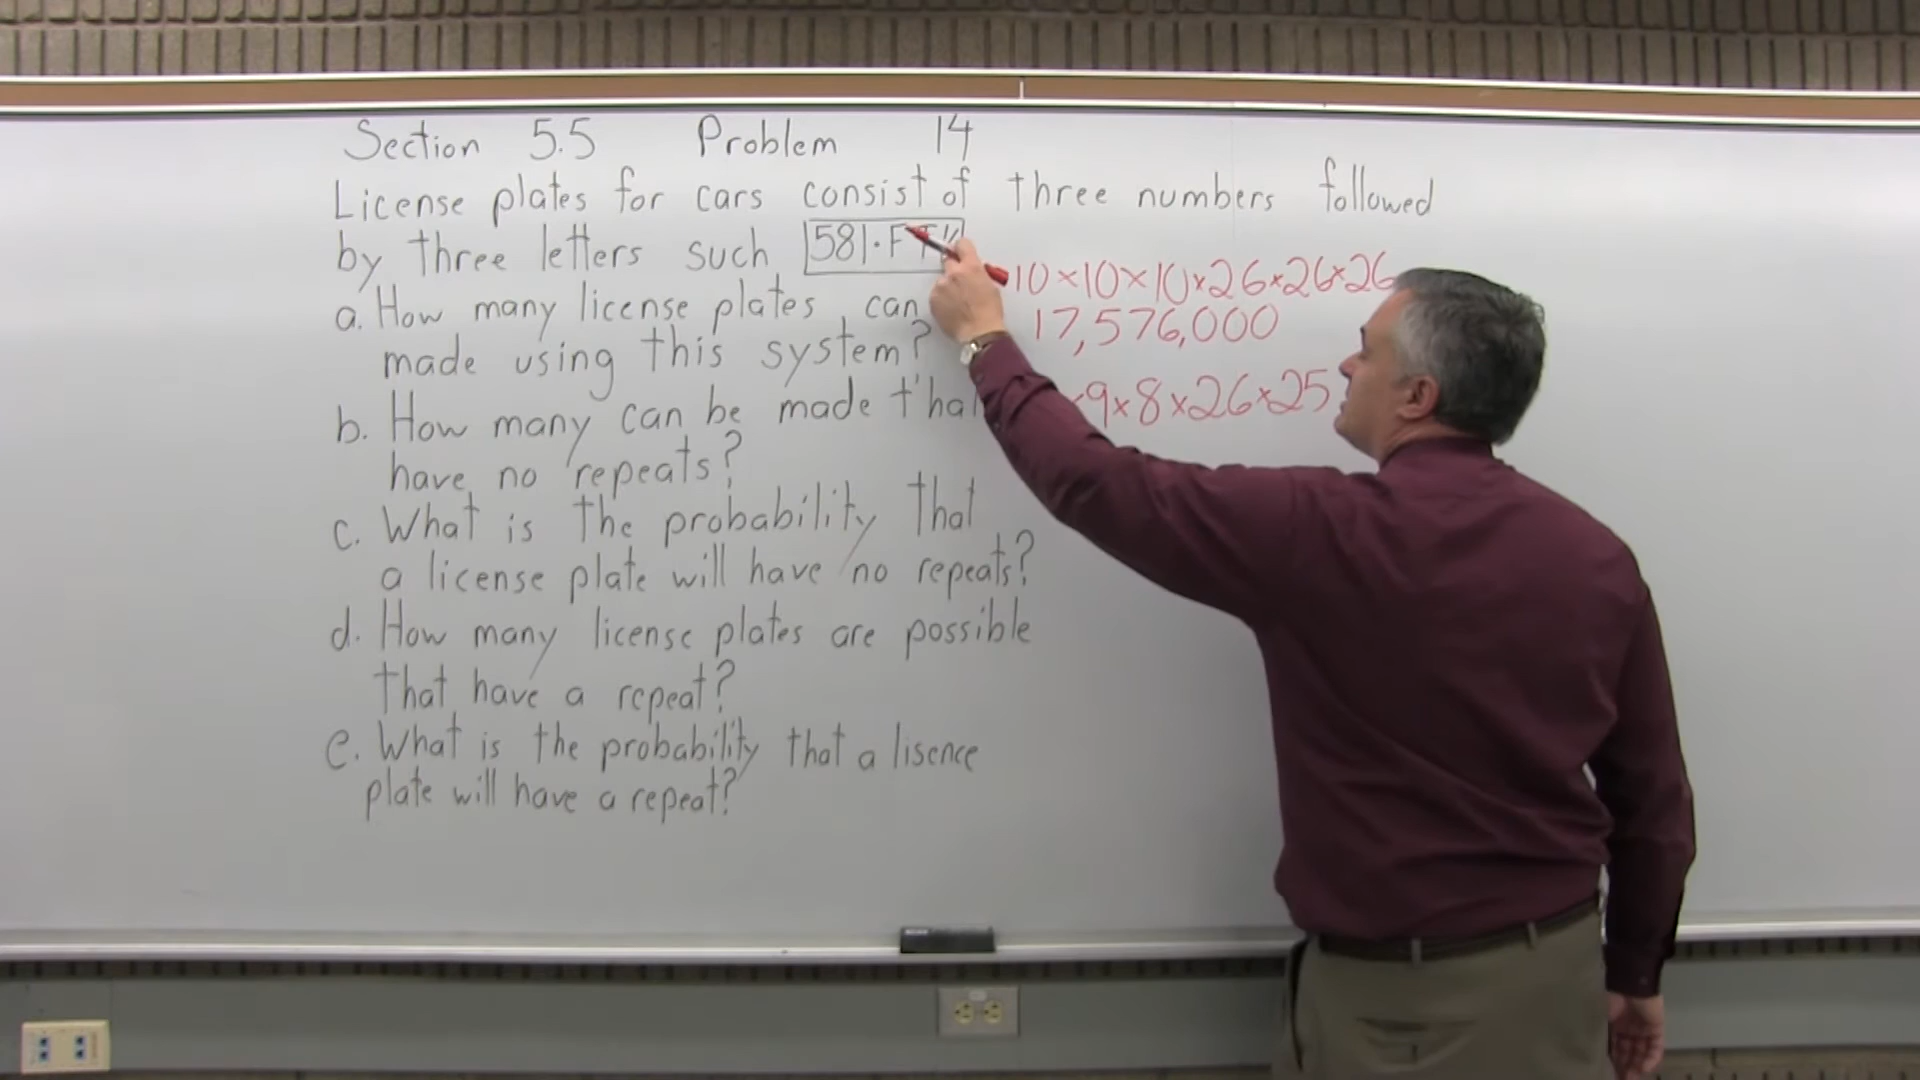 Section 5.5 Problem 14
License plates for cars consist of three numbers followed
by three letters such 581·F
a. How many license plates can
made using this system?
b. How many can be made
have no repeats?
c. What is the probability that
a license plate will have no repeats?
d. How many license plates are possible
that have a repeat?
e. What is the probability that a lisence
plate will have a repeat?
10×10×10×26×26×26
17,576,000
×9×8×26×25